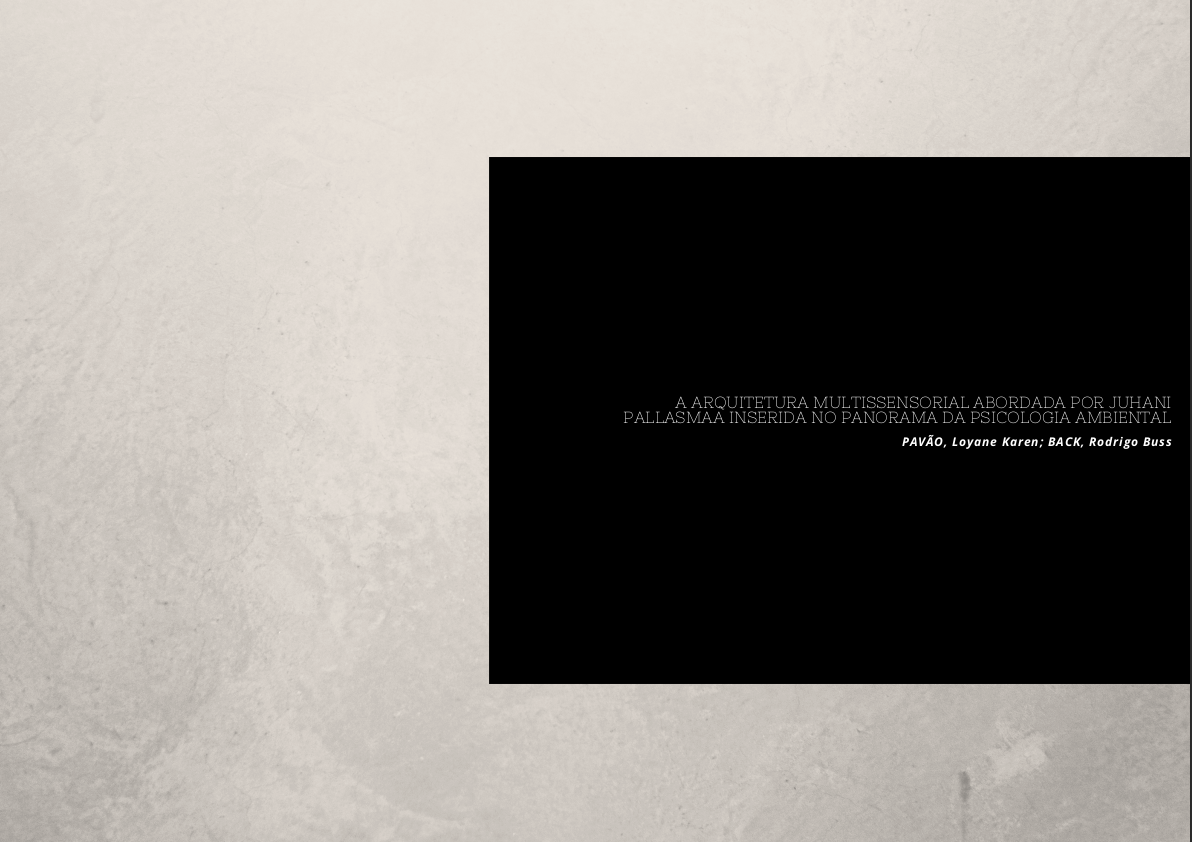 A ARQUITETURA MULTISSENSORIAL ABORDADA POR JUHANI
PALLASMAA INSERIDA NO PANORAMA DA PSICOLOGIA AMBIENTAL
PAVÃO, Loyane Karen; BACK, Rodrigo Buss